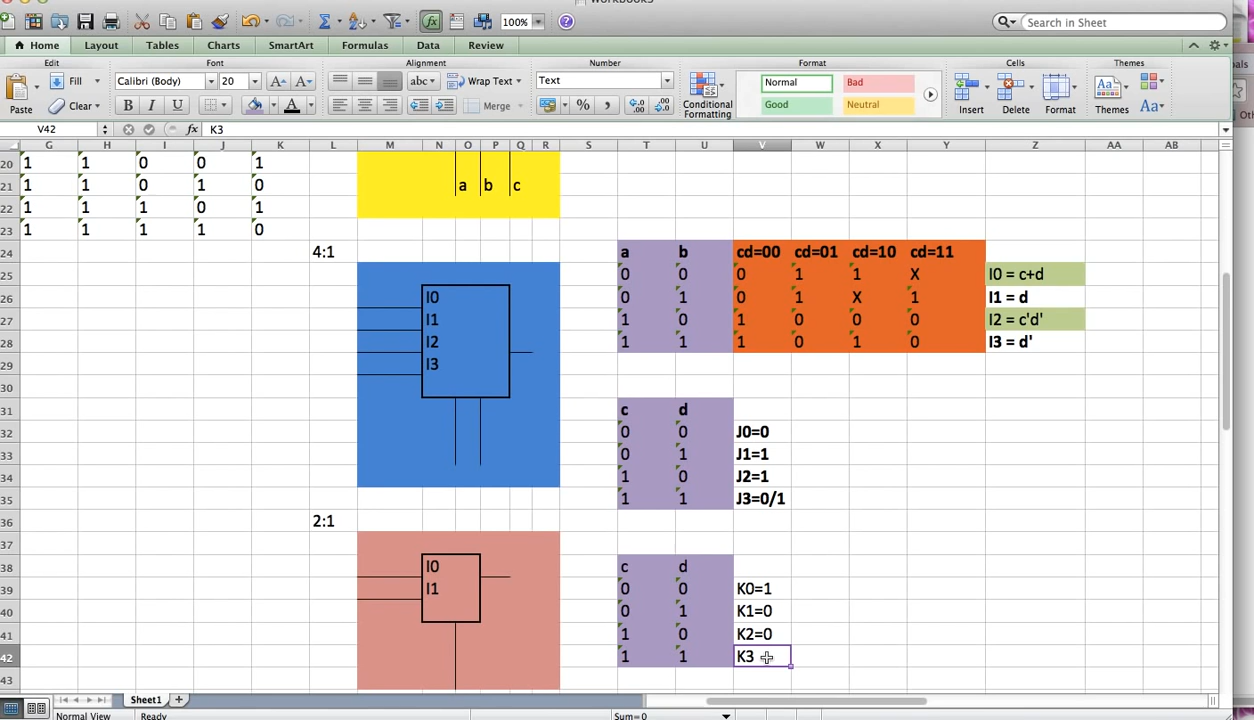 100%
Search in Sheet
Home Layout Tables Charts SmartArt Formulas Data Review
Edit Font Alignment Number Format Cells Themes
Fill Calibri (Body) 20 A A abc Wrap Text Text Normal Bad
Paste Clear B I U A Merge % , Conditional Formatting Good Neutral Insert Delete Format Themes Aa
V42 fx K3
G H I J K L M N O P Q R S T U V W X Y Z AA AB
20 1 1 0 0 1
21 1 1 0 1 0 a b c
22 1 1 1 0 1
23 1 1 1 1 0
24 4:1 a b cd=00 cd=01 cd=10 cd=11
25 I0 0 0 0 1 1 X I0 = c+d
26 I1 0 1 0 1 X 1 I1 = d
27 I2 1 0 1 0 0 0 I2 = c'd'
28 I3 1 1 1 0 1 0 I3 = d'
29
30
31 c d
32 0 0 J0=0
33 0 1 J1=1
34 1 0 J2=1
35 1 1 J3=0/1
36 2:1
37
38 I0 c d
39 I1 0 0 K0=1
40 0 1 K1=0
41 1 0 K2=0
42 1 1 K3
43
Sheet1
Normal View Ready Sum=0